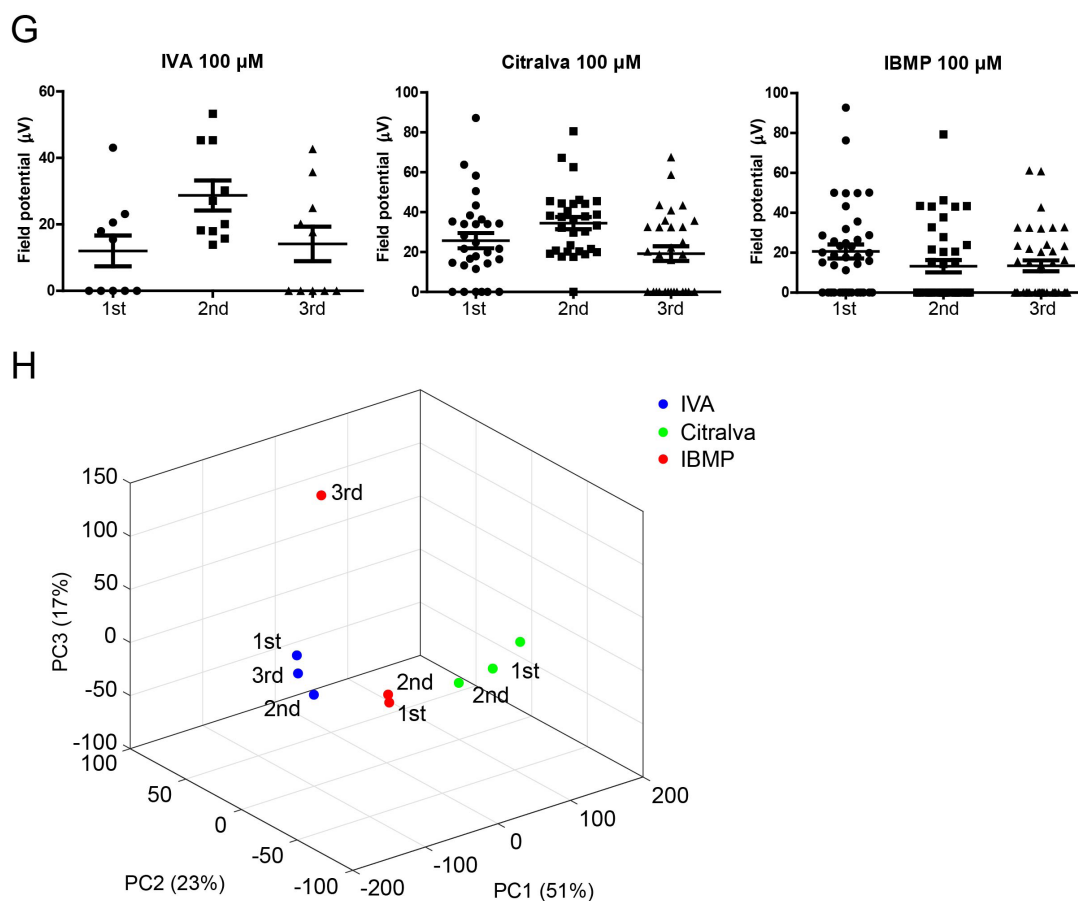 G
IVA 100 µM
Citralva 100 µM
IBMP 100 µM
Field potential (µV)
60
40
20
0
1st
2nd
3rd
Field potential (µV)
100
80
60
40
20
0
1st
2nd
3rd
Field potential (µV)
100
80
60
40
20
0
1st
2nd
3rd
H
IVA
Citralva
IBMP
PC3 (17%)
150
100
50
0
-50
-100
3rd
1st
3rd
2nd
2nd
1st
1st
2nd
100
50
0
-50
-100
PC2 (23%)
-200
-100
0
100
200
PC1 (51%)